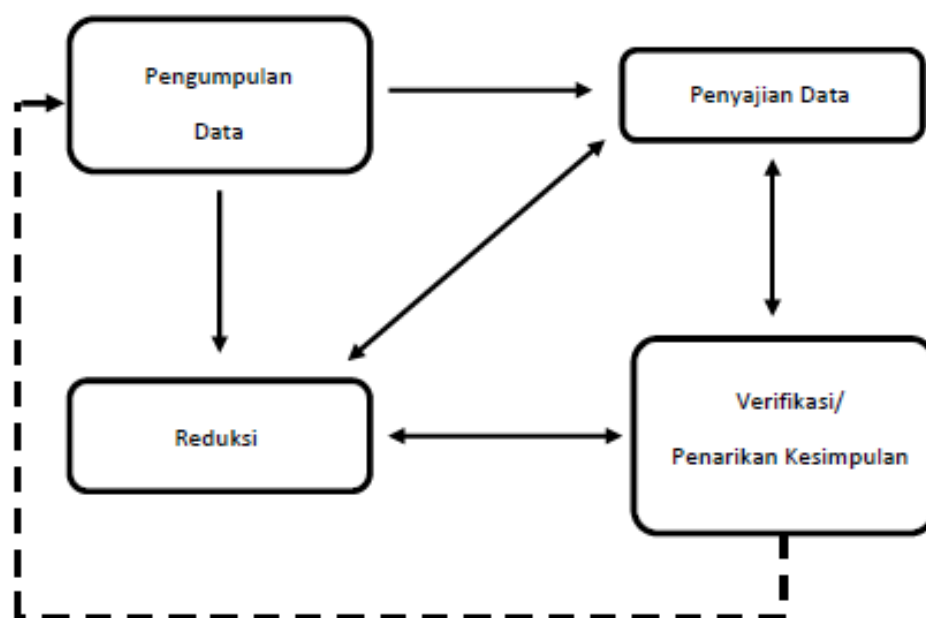 Pengumpulan
Data
Penyajian Data
Reduksi
Verifikasi/
Penarikan Kesimpulan